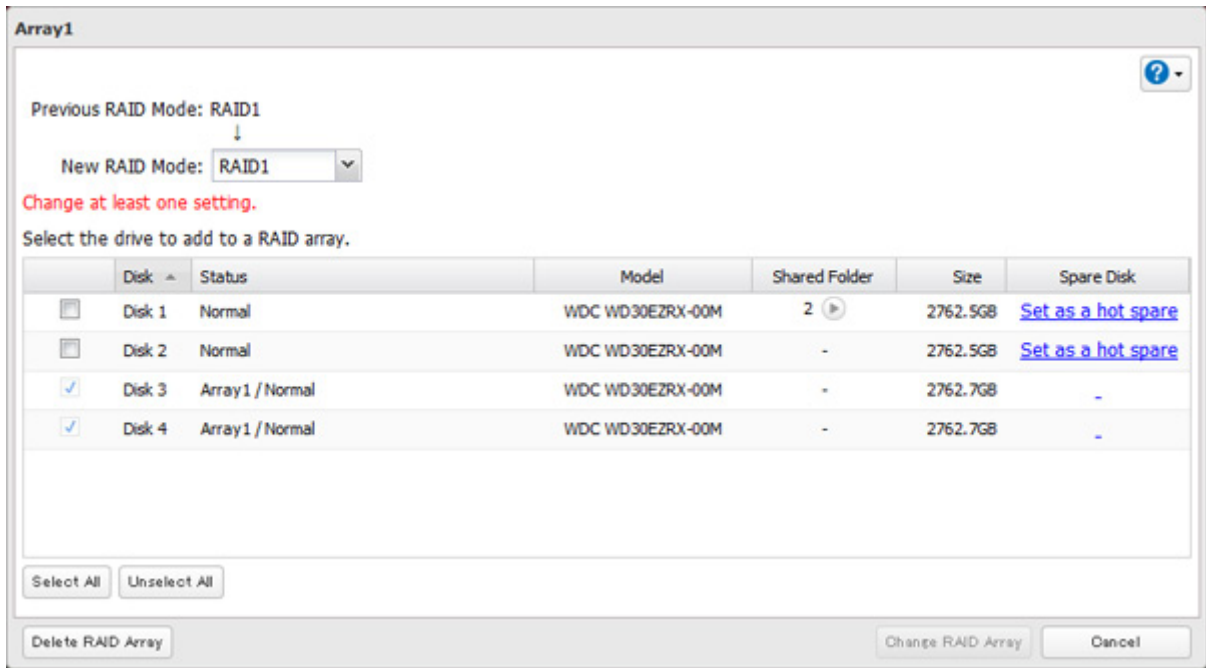 Array1
?
Previous RAID Mode: RAID1
↓
New RAID Mode: RAID1
Change at least one setting.
Select the drive to add to a RAID array.
Disk Status Model Shared Folder Size Spare Disk
Disk 1 Normal WDC WD30EZRX-00M 2 2762.5GB Set as a hot spare
Disk 2 Normal WDC WD30EZRX-00M - 2762.5GB Set as a hot spare
Disk 3 Array1 / Normal WDC WD30EZRX-00M - 2762.7GB -
Disk 4 Array1 / Normal WDC WD30EZRX-00M - 2762.7GB -
Select All Unselect All
Delete RAID Array Change RAID Array Cancel